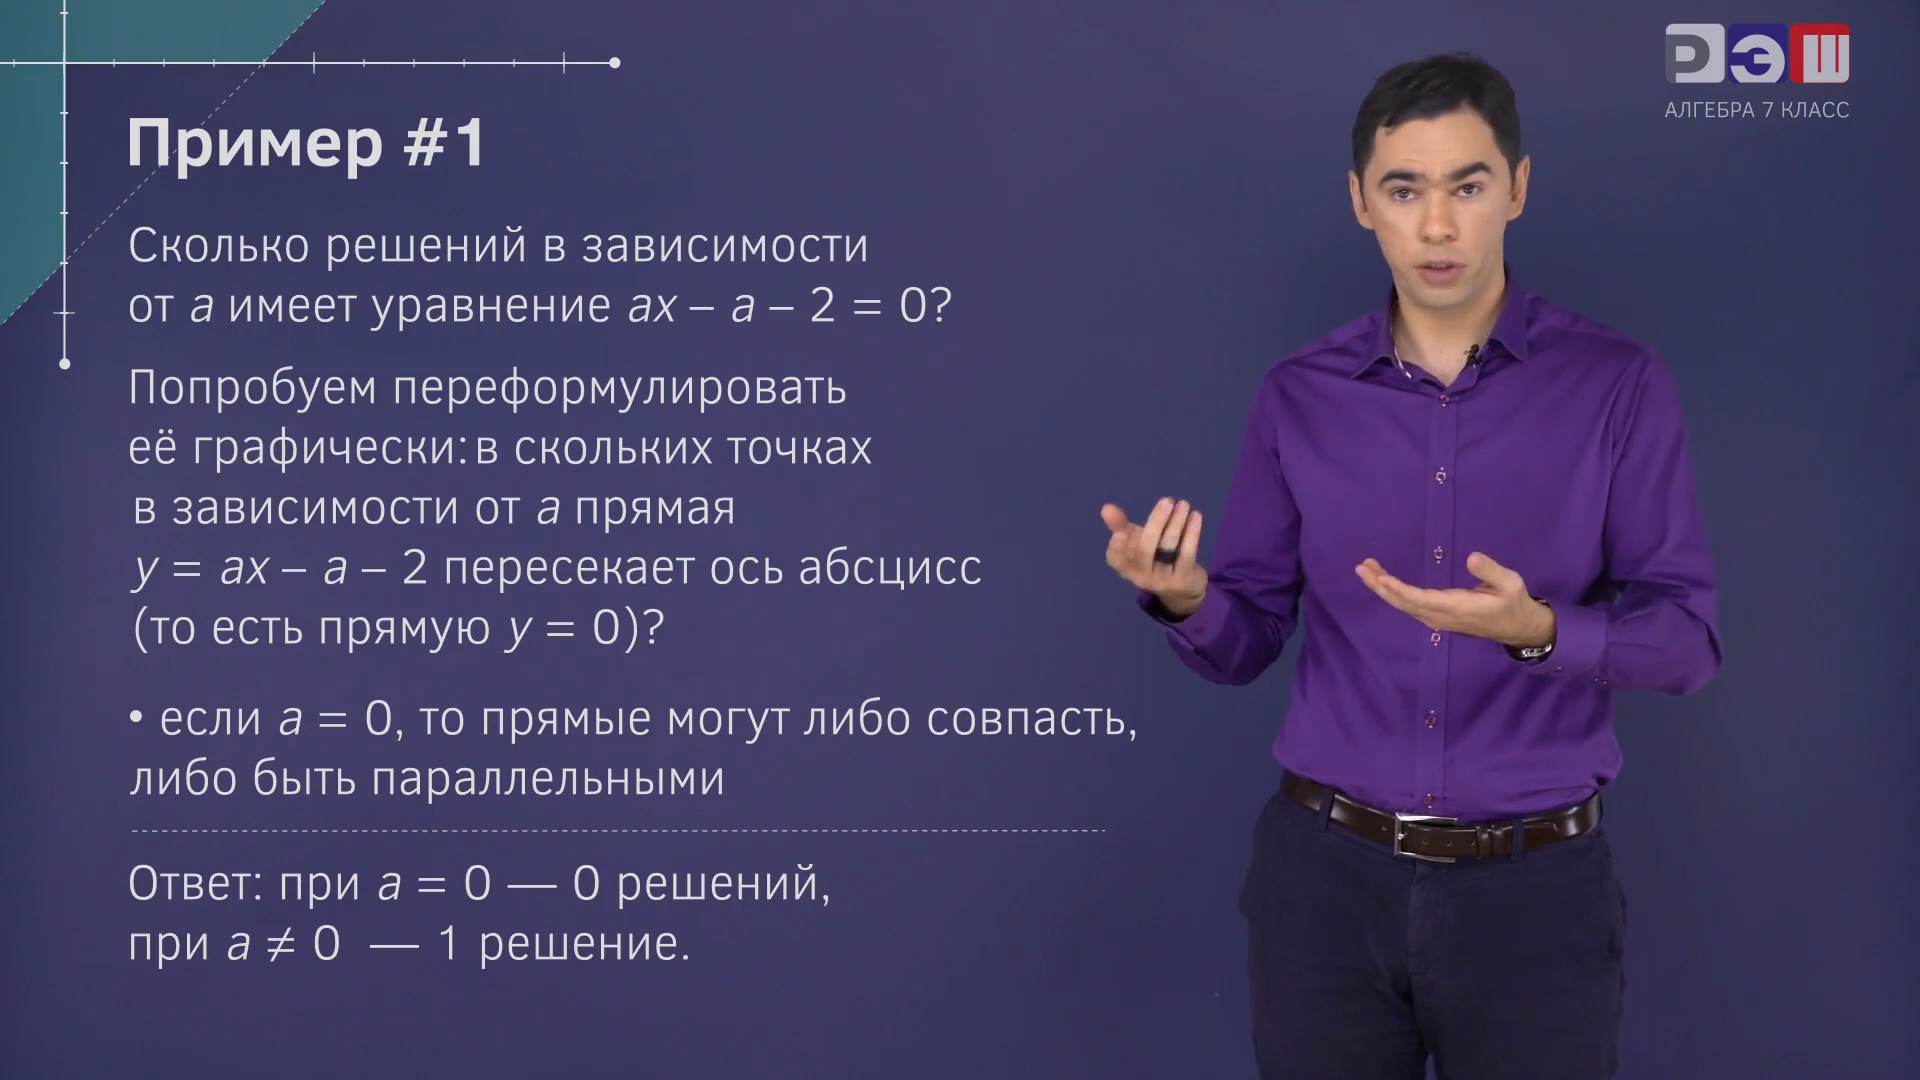 РЭШ
АЛГЕБРА 7 КЛАСС
Пример #1
Сколько решений в зависимости
от a имеет уравнение ax – a – 2 = 0?
Попробуем переформулировать
её графически: в скольких точках
в зависимости от a прямая
y = ax – a – 2 пересекает ось абсцисс
(то есть прямую y = 0)?
• если a = 0, то прямые могут либо совпасть,
либо быть параллельными
Ответ: при a = 0 — 0 решений,
при a ≠ 0 — 1 решение.